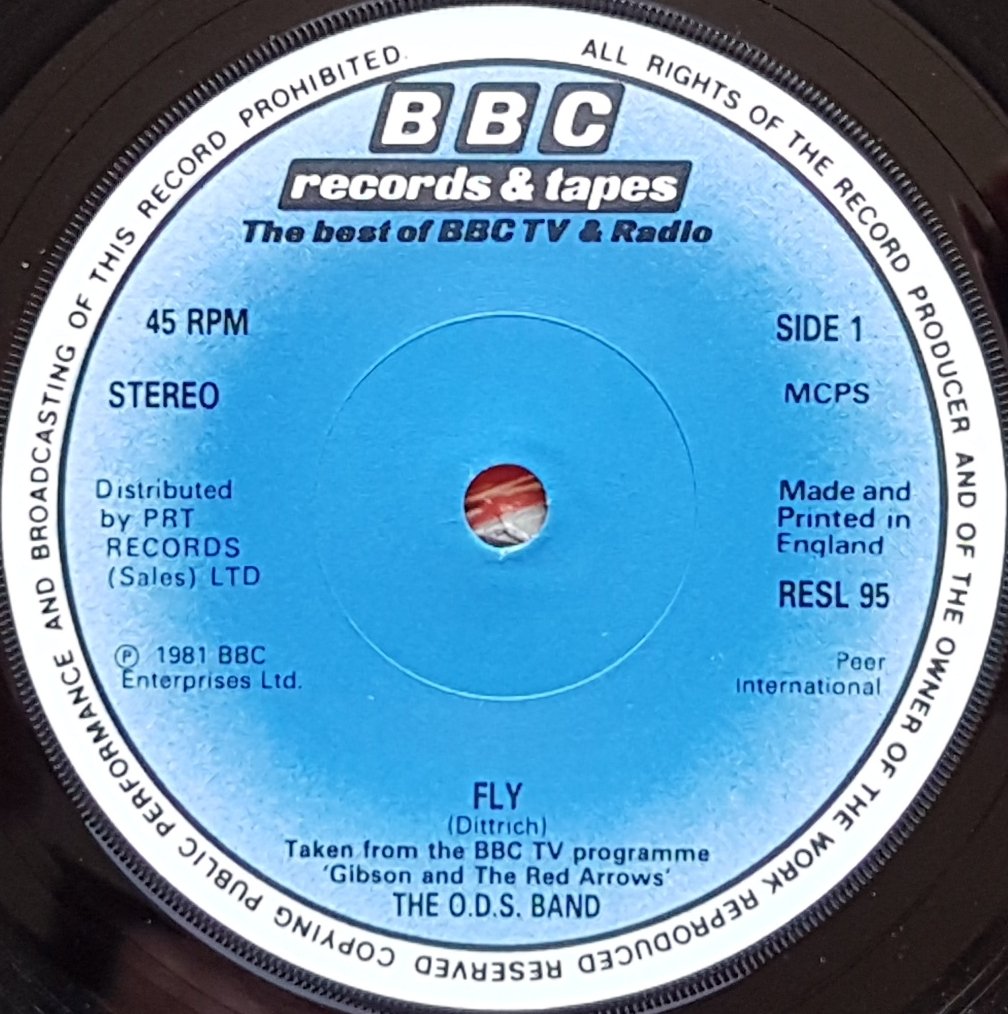 ALL RIGHTS OF THE RECORD PRODUCER AND OF THE OWNER OF THE WORK REPRODUCED RESERVED COPYING PUBLIC PERFORMANCE AND BROADCASTING OF THIS RECORD PROHIBITED.
BBC
records & tapes
The best of BBC TV & Radio
45 RPM
STEREO
Distributed
by PRT
RECORDS
(Sales) LTD
℗ 1981 BBC
Enterprises Ltd.
SIDE 1
MCPS
Made and
Printed in
England
RESL 95
Peer
International
FLY
(Dittrich)
Taken from the BBC TV programme
'Gibson and The Red Arrows'
THE O.D.S. BAND